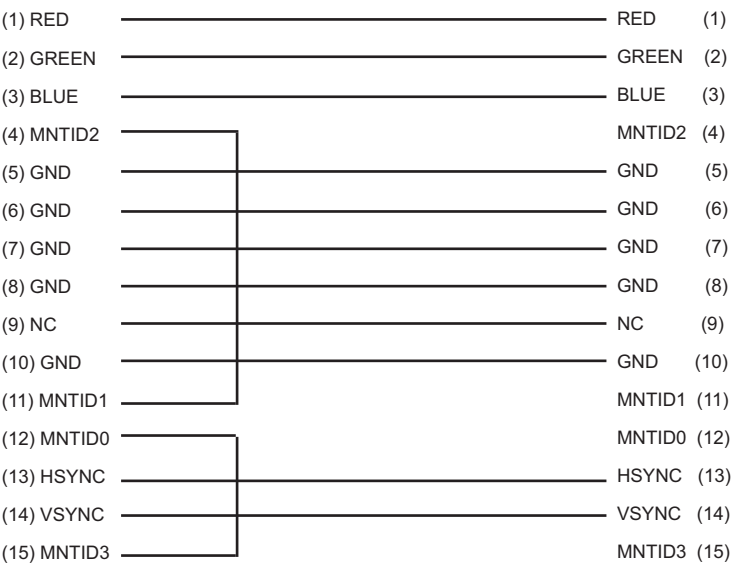 (1) RED RED (1)
(2) GREEN GREEN (2)
(3) BLUE BLUE (3)
(4) MNTID2 MNTID2 (4)
(5) GND GND (5)
(6) GND GND (6)
(7) GND GND (7)
(8) GND GND (8)
(9) NC NC (9)
(10) GND GND (10)
(11) MNTID1 MNTID1 (11)
(12) MNTID0 MNTID0 (12)
(13) HSYNC HSYNC (13)
(14) VSYNC VSYNC (14)
(15) MNTID3 MNTID3 (15)